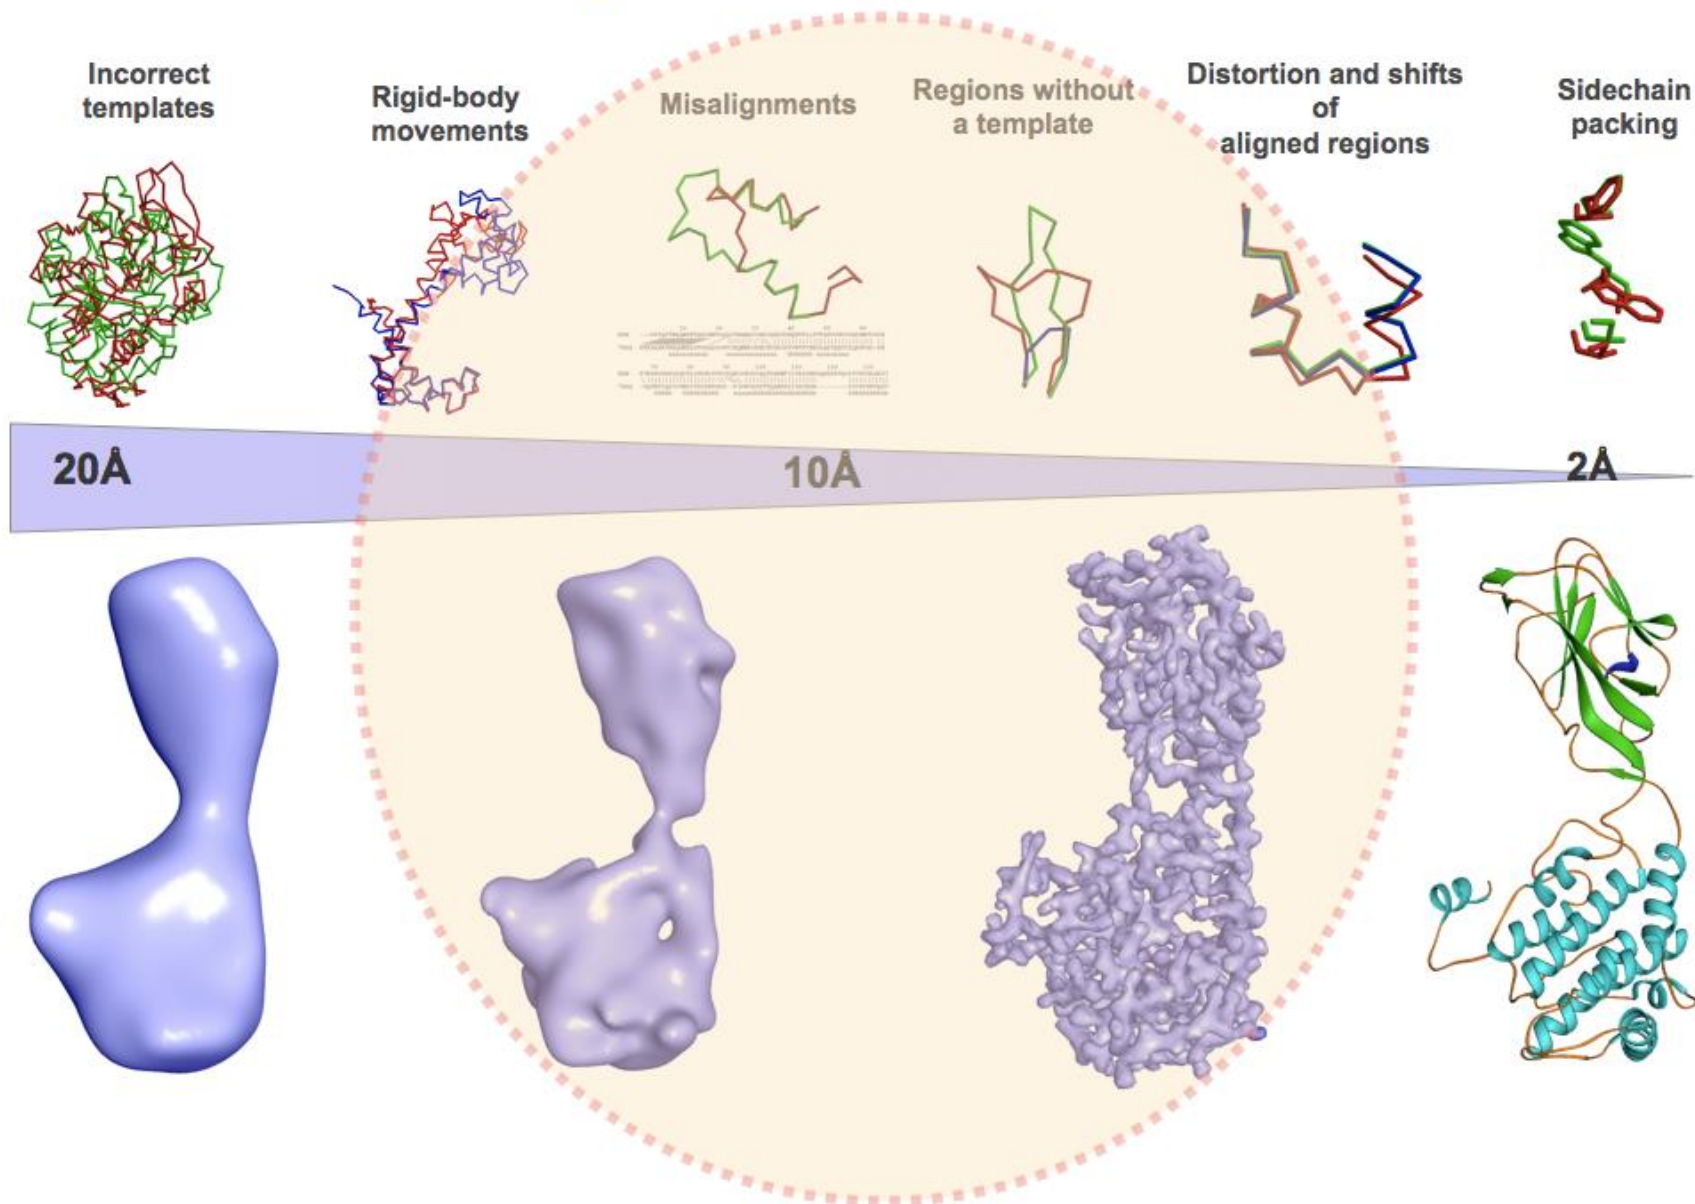 Incorrect
templates
Rigid-body
movements
Misalignments
Regions without
a template
Distortion and shifts
of
aligned regions
Sidechain
packing
20Å
10Å
2Å